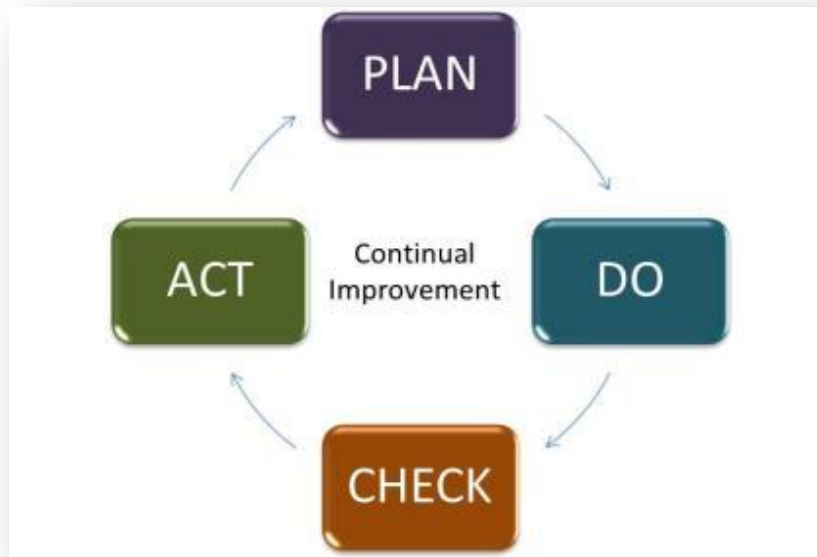 PLAN
DO
CHECK
ACT
Continual
Improvement